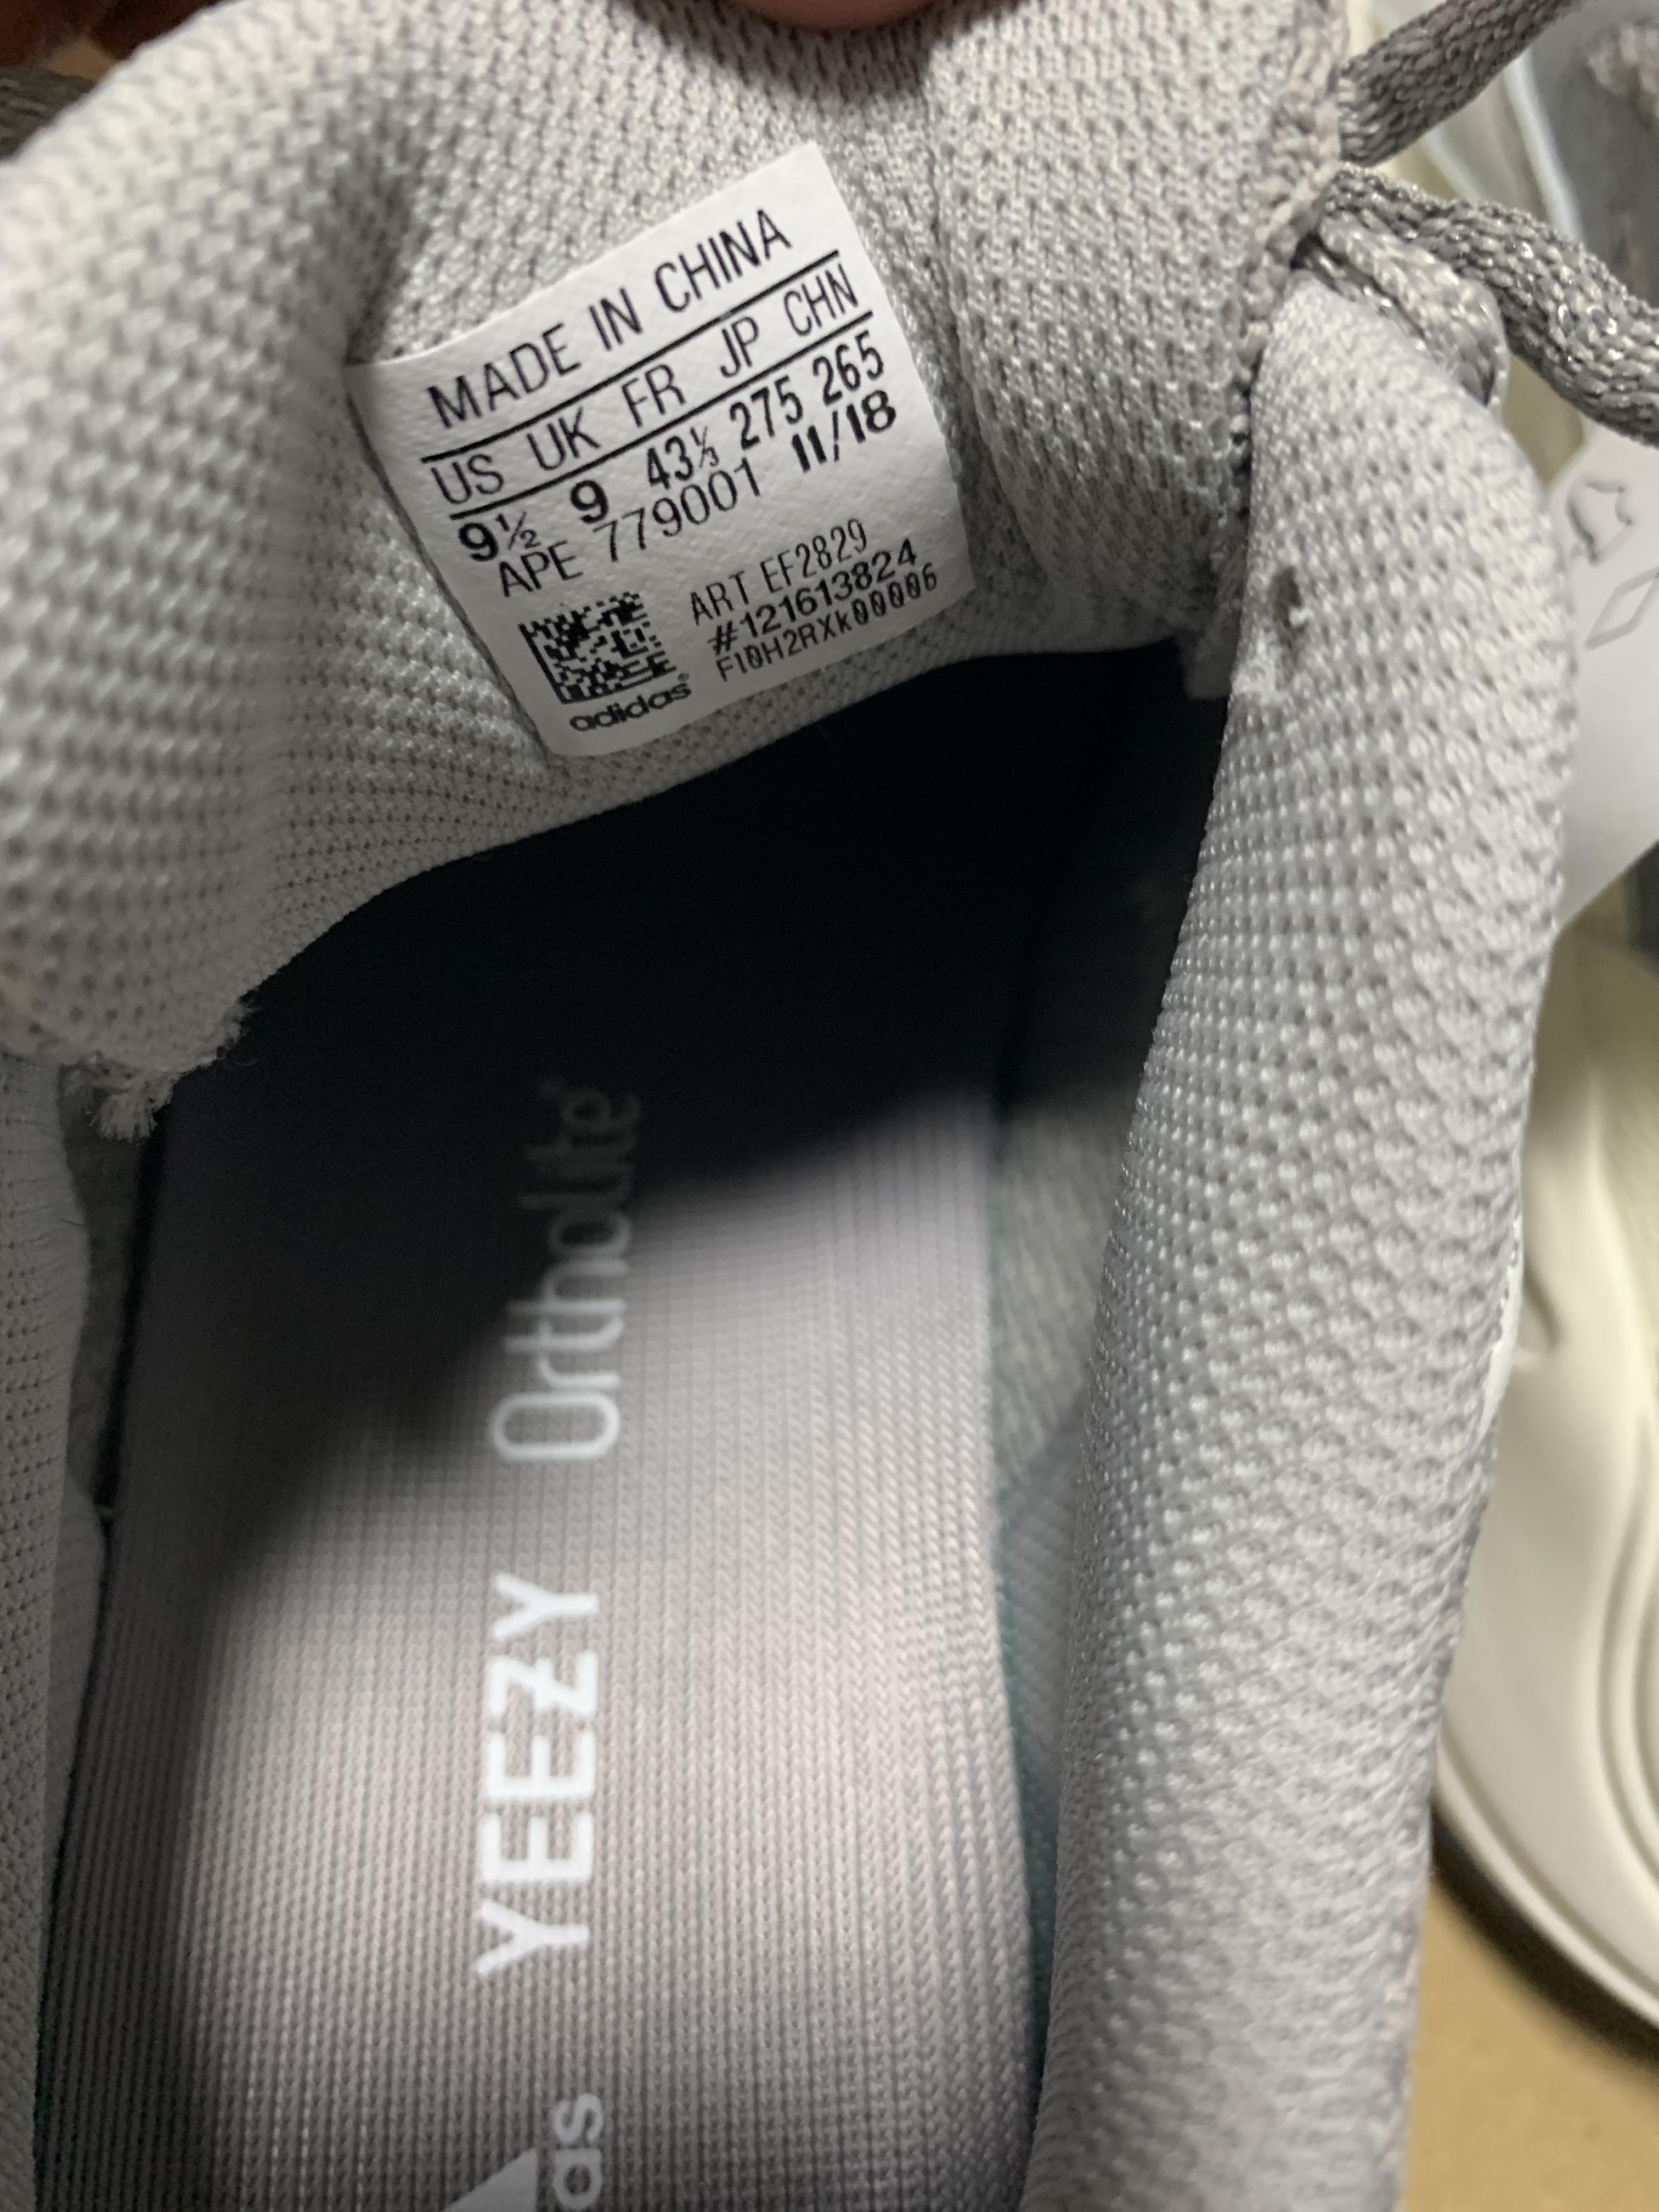 MADE IN CHINA
US UK FR JP CHN
9½ 9 43⅓ 275 265
APE 779001 11/18
ART EF2829
#121613824
F10H2RXk00006
adidas®
YEEZY Ortholite®
das